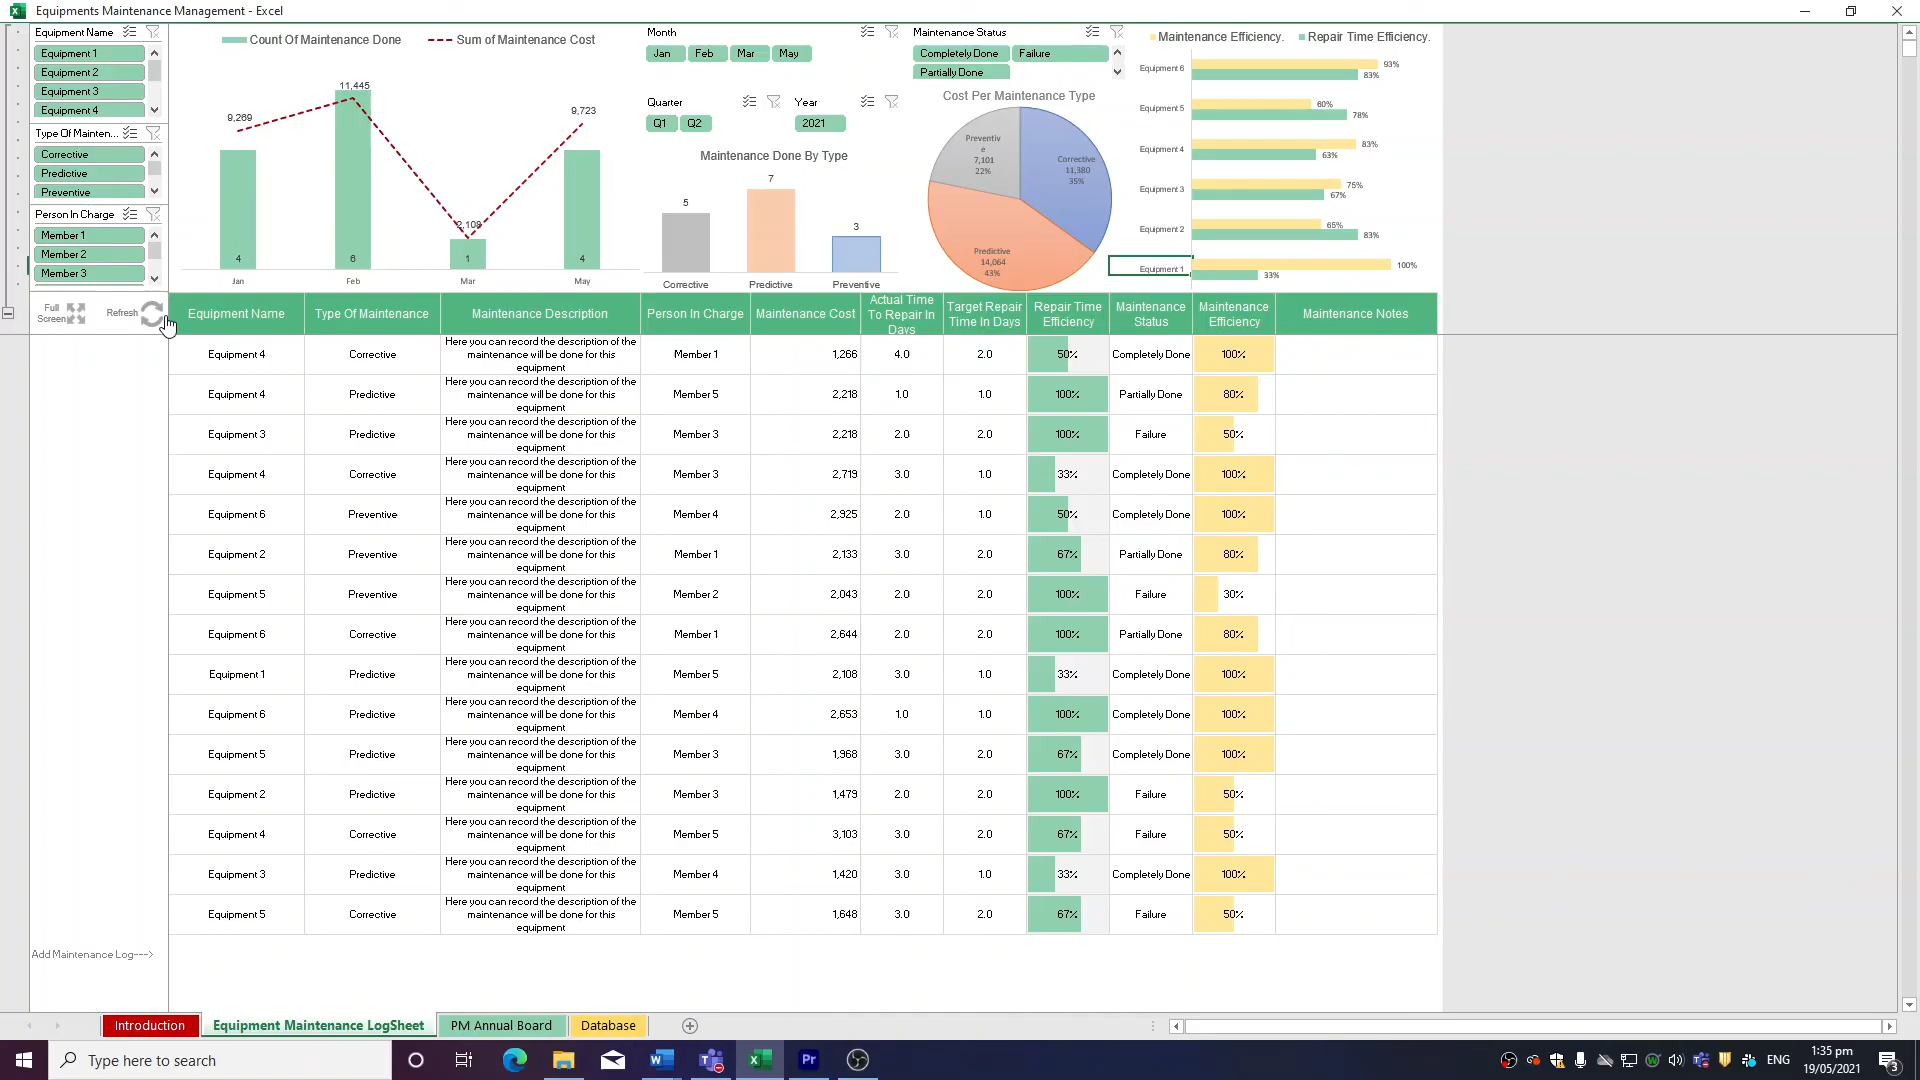 Equipments Maintenance Management - Excel
Equipment Name
Equipment 1
Equipment 2
Equipment 3
Equipment 4
Type Of Mainten...
Corrective
Predictive
Preventive
Person In Charge
Member 1
Member 2
Member 3
Full Screen
Refresh
Count Of Maintenance Done
Sum of Maintenance Cost
9,269
11,445
2,108
9,723
4
6
1
4
Jan
Feb
Mar
May
Month
Jan Feb Mar May
Quarter
Q1 Q2
Year
2021
Maintenance Done By Type
5
7
3
Corrective
Predictive
Preventive
Maintenance Status
Completely Done
Failure
Partially Done
Cost Per Maintenance Type
Preventiv
e
7,101
22%
Corrective
11,380
35%
Predictive
14,064
43%
Maintenance Efficiency.
Repair Time Efficiency.
Equipment 6 93% 83%
Equipment 5 60% 78%
Equipment 4 83% 63%
Equipment 3 75% 67%
Equipment 2 65% 83%
Equipment 1 100% 33%
Equipment Name Type Of Maintenance Maintenance Description Person In Charge Maintenance Cost Actual Time To Repair In Days Target Repair Time In Days Repair Time Efficiency Maintenance Status Maintenance Efficiency Maintenance Notes
Equipment 4 Corrective Here you can record the description of the maintenance will be done for this equipment Member 1 1,266 4.0 2.0 50% Completely Done 100%
Equipment 4 Predictive Here you can record the description of the maintenance will be done for this equipment Member 5 2,218 1.0 1.0 100% Partially Done 80%
Equipment 3 Predictive Here you can record the description of the maintenance will be done for this equipment Member 3 2,218 2.0 2.0 100% Failure 50%
Equipment 4 Corrective Here you can record the description of the maintenance will be done for this equipment Member 3 2,719 3.0 1.0 33% Completely Done 100%
Equipment 6 Preventive Here you can record the description of the maintenance will be done for this equipment Member 4 2,925 2.0 1.0 50% Completely Done 100%
Equipment 2 Preventive Here you can record the description of the maintenance will be done for this equipment Member 1 2,133 3.0 2.0 67% Partially Done 80%
Equipment 5 Preventive Here you can record the description of the maintenance will be done for this equipment Member 2 2,043 2.0 2.0 100% Failure 30%
Equipment 6 Corrective Here you can record the description of the maintenance will be done for this equipment Member 1 2,644 2.0 2.0 100% Partially Done 80%
Equipment 1 Predictive Here you can record the description of the maintenance will be done for this equipment Member 5 2,108 3.0 1.0 33% Completely Done 100%
Equipment 6 Predictive Here you can record the description of the maintenance will be done for this equipment Member 4 2,653 1.0 1.0 100% Completely Done 100%
Equipment 5 Predictive Here you can record the description of the maintenance will be done for this equipment Member 3 1,968 3.0 2.0 67% Completely Done 100%
Equipment 2 Predictive Here you can record the description of the maintenance will be done for this equipment Member 3 1,479 2.0 2.0 100% Failure 50%
Equipment 4 Corrective Here you can record the description of the maintenance will be done for this equipment Member 5 3,103 3.0 2.0 67% Failure 50%
Equipment 3 Predictive Here you can record the description of the maintenance will be done for this equipment Member 4 1,420 3.0 1.0 33% Completely Done 100%
Equipment 5 Corrective Here you can record the description of the maintenance will be done for this equipment Member 5 1,648 3.0 2.0 67% Failure 50%
Add Maintenance Log--->
Introduction Equipment Maintenance LogSheet PM Annual Board Database
Type here to search
Pr
ENG
1:35 pm
19/05/2021
3